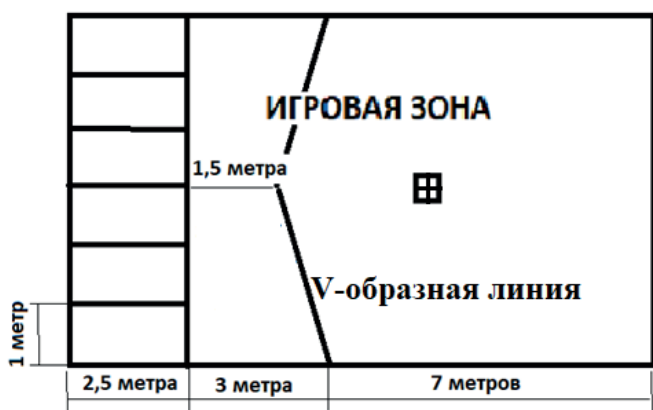 ИГРОВАЯ ЗОНА
1,5 метра
V-образная линия
1 метр
2,5 метра
3 метра
7 метров